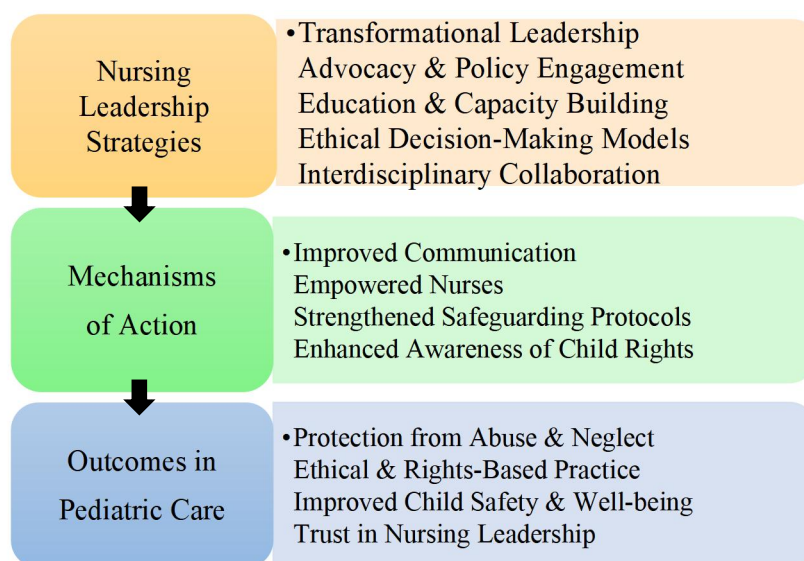 Nursing
Leadership
Strategies
•Transformational Leadership
Advocacy & Policy Engagement
Education & Capacity Building
Ethical Decision-Making Models
Interdisciplinary Collaboration
Mechanisms
of Action
•Improved Communication
Empowered Nurses
Strengthened Safeguarding Protocols
Enhanced Awareness of Child Rights
Outcomes in
Pediatric Care
•Protection from Abuse & Neglect
Ethical & Rights-Based Practice
Improved Child Safety & Well-being
Trust in Nursing Leadership